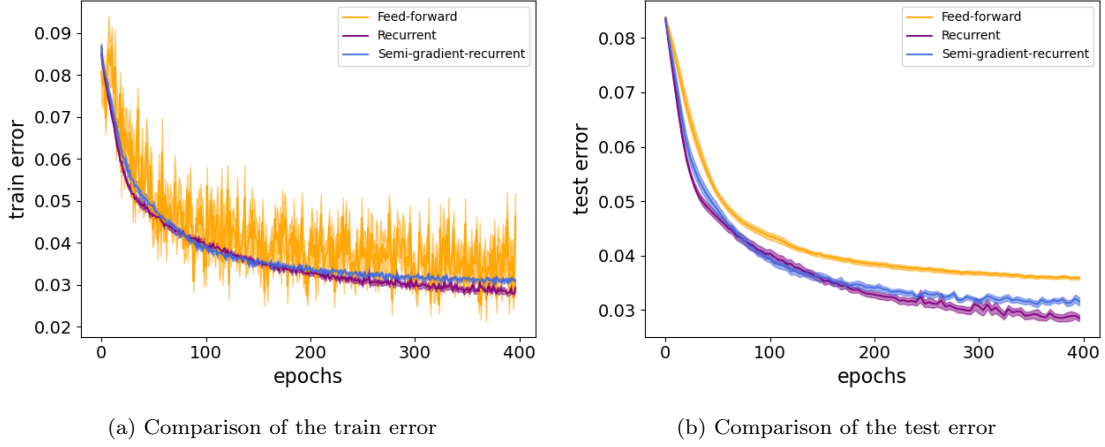 Feed-forward
Recurrent
Semi-gradient-recurrent
0.09
0.08
0.07
0.06
0.05
0.04
0.03
0.02
train error
0
100
200
300
400
epochs
(a) Comparison of the train error
Feed-forward
Recurrent
Semi-gradient-recurrent
0.08
0.07
0.06
0.05
0.04
0.03
test error
0
100
200
300
400
epochs
(b) Comparison of the test error